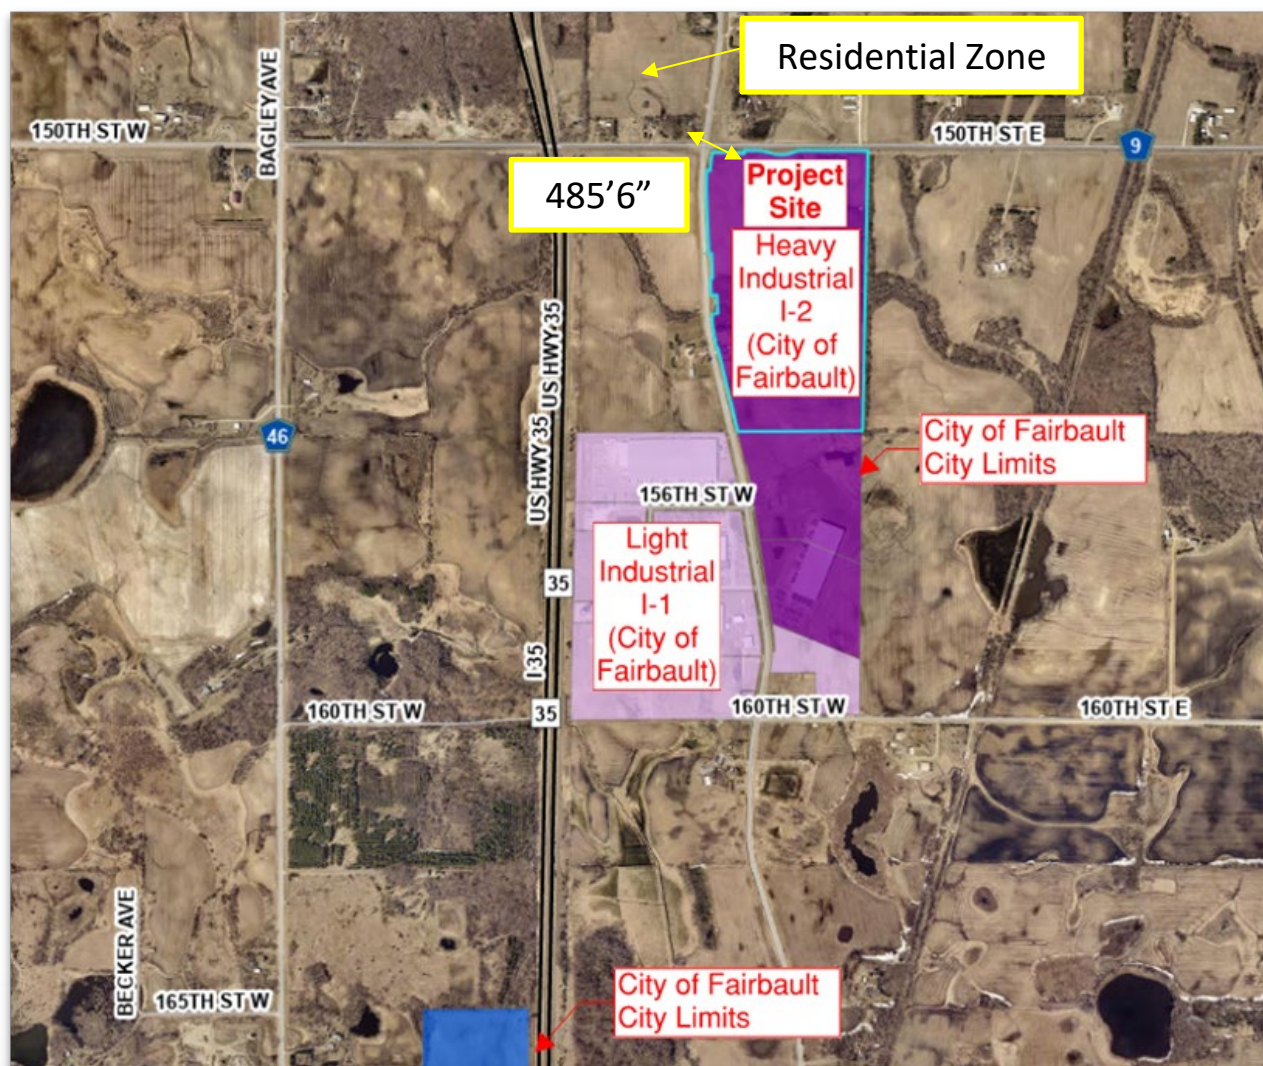 Residential Zone
BAGLEY AVE
150TH ST W
150TH ST E
9
485’6”
Project
Site
Heavy
Industrial
I-2
(City of
Fairbault)
US HWY 35
US HWY 35
46
City of Fairbault
City Limits
156TH ST W
Light
Industrial
I-1
(City of
Fairbault)
35
I-35
160TH ST W
35
160TH ST W
160TH ST E
BECKER AVE
165TH ST W
City of Fairbault
City Limits